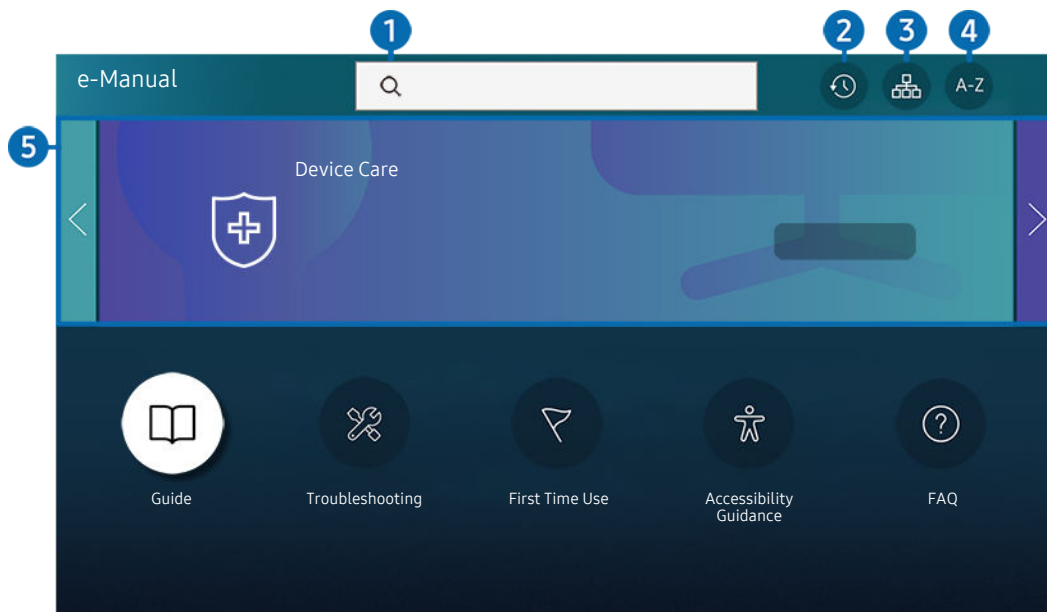 1
2
3
4
e-Manual
A-Z
5
Device Care
Guide
Troubleshooting
First Time Use
Accessibility
Guidance
FAQ
?